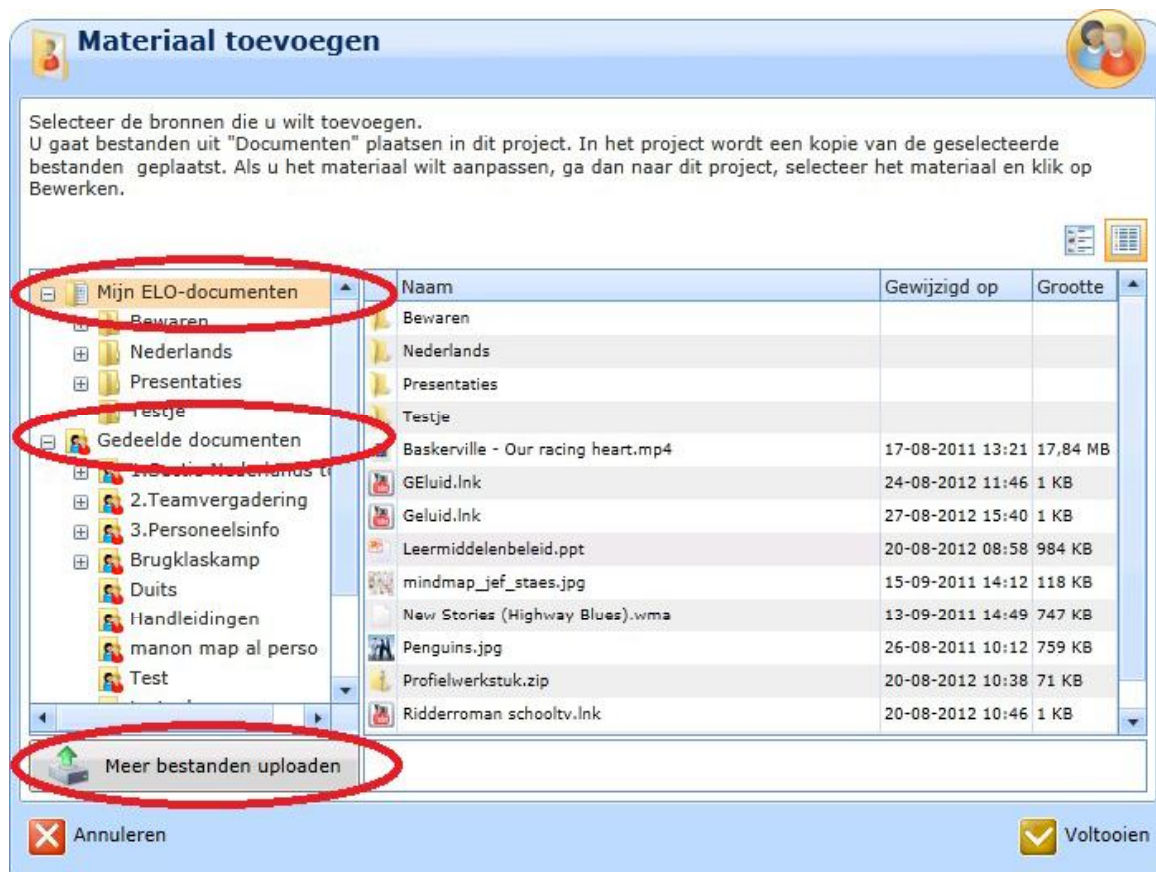 Materiaal toevoegen
Selecteer de bronnen die u wilt toevoegen.
U gaat bestanden uit "Documenten" plaatsen in dit project. In het project wordt een kopie van de geselecteerde
bestanden geplaatst. Als u het materiaal wilt aanpassen, ga dan naar dit project, selecteer het materiaal en klik op
Bewerken.
Mijn ELO-documenten
Bewaren
Nederlands
Presentaties
Testje
Gedeelde documenten
Nederlands
2.Teamvergadering
3.Personeelsinfo
Brugklaskamp
Duits
Handleidingen
manon map al perso
Test
Naam Gewijzigd op Grootte
Bewaren
Nederlands
Presentaties
Testje
Baskerville - Our racing heart.mp4 17-08-2011 13:21 17,84 MB
GEluid.lnk 24-08-2012 11:46 1 KB
Geluid.lnk 27-08-2012 15:40 1 KB
Leermiddelenbeleid.ppt 20-08-2012 08:58 984 KB
mindmap_jef_staes.jpg 15-09-2011 14:12 118 KB
New Stories (Highway Blues).wma 13-09-2011 14:49 747 KB
Penguins.jpg 26-08-2011 10:12 759 KB
Profielwerkstuk.zip 20-08-2012 10:38 71 KB
Ridderroman schooltv.lnk 20-08-2012 10:46 1 KB
Meer bestanden uploaden
Annuleren
Voltooien